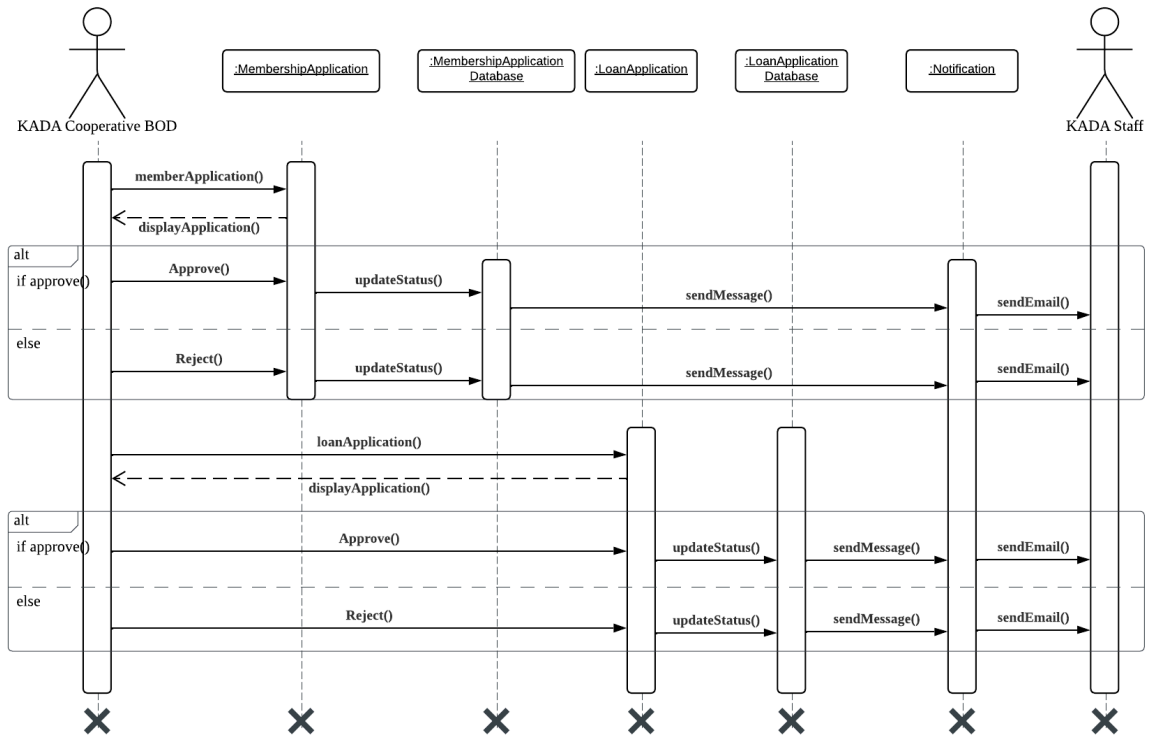 :MembershipApplication
:MembershipApplication
Database
:LoanApplication
:LoanApplication
Database
:Notification
KADA Cooperative BOD
KADA Staff
memberApplication()
displayApplication()
alt
if approve()
Approve()
updateStatus()
sendMessage()
sendEmail()
else
Reject()
updateStatus()
sendMessage()
sendEmail()
loanApplication()
displayApplication()
alt
if approve()
Approve()
updateStatus()
sendMessage()
sendEmail()
else
Reject()
updateStatus()
sendMessage()
sendEmail()